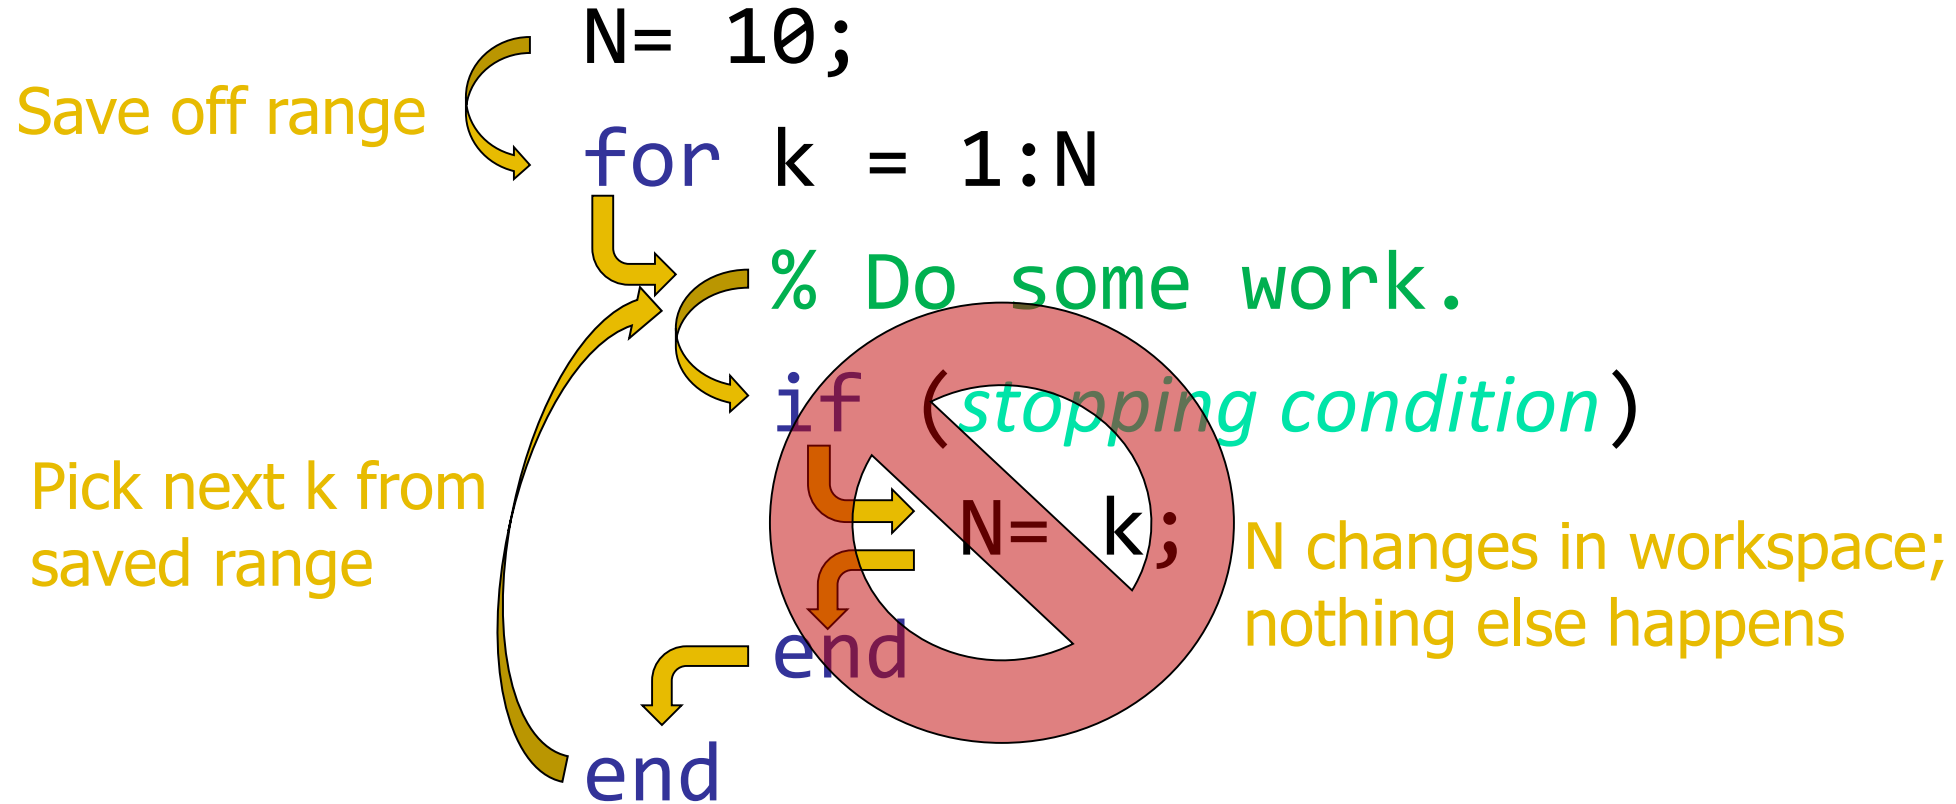 N= 10;
Save off range
for k = 1:N
% Do some work.
if (stopping condition)
Pick next k from
saved range
N= k;
N changes in workspace;
nothing else happens
end
end